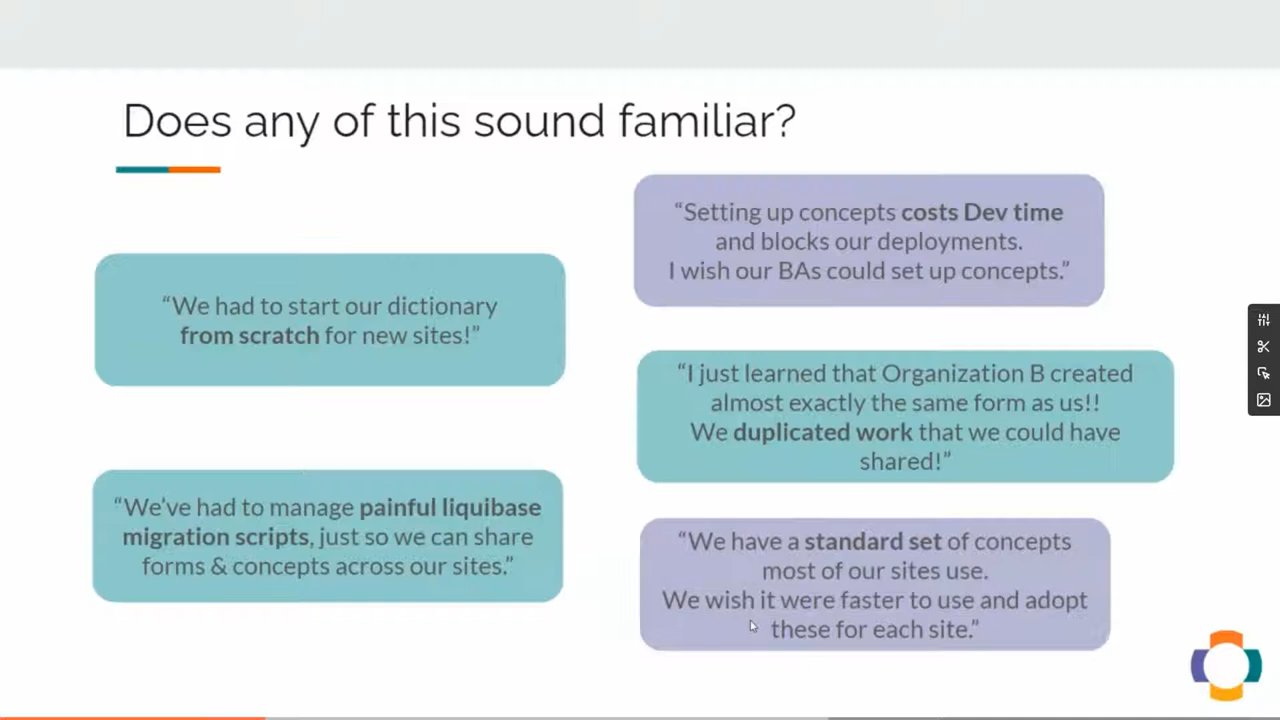 Does any of this sound familiar?
“We had to start our dictionary
from scratch for new sites!”
“We’ve had to manage painful liquibase
migration scripts, just so we can share
forms & concepts across our sites.”
“Setting up concepts costs Dev time
and blocks our deployments.
I wish our BAs could set up concepts.”
“I just learned that Organization B created
almost exactly the same form as us!!
We duplicated work that we could have
shared!”
“We have a standard set of concepts
most of our sites use.
We wish it were faster to use and adopt
these for each site.”